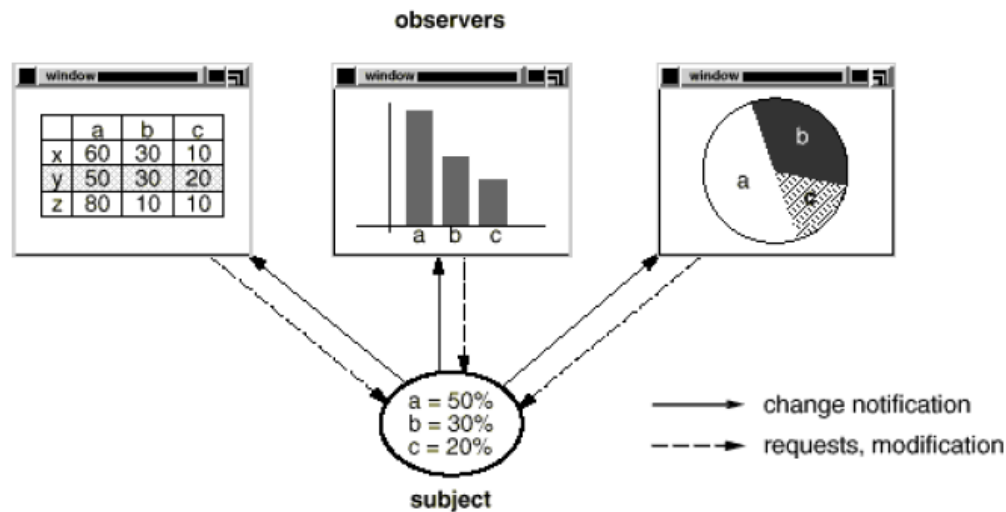 observers
window
window
window
a b c
x 60 30 10
y 50 30 20
z 80 10 10
a b c
a
b
c
a = 50%
b = 30%
c = 20%
subject
change notification
requests, modification